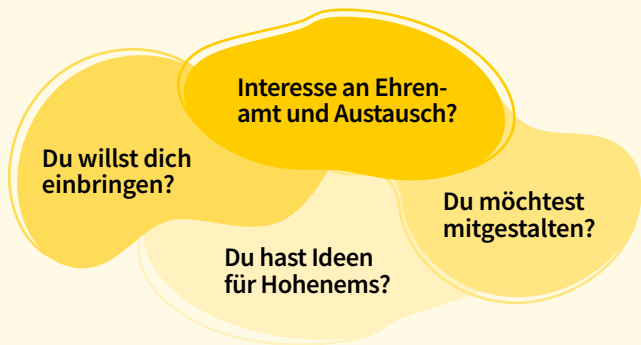 Interesse an Ehren-
amt und Austausch?
Du willst dich
einbringen?
Du möchtest
mitgestalten?
Du hast Ideen
für Hohenems?